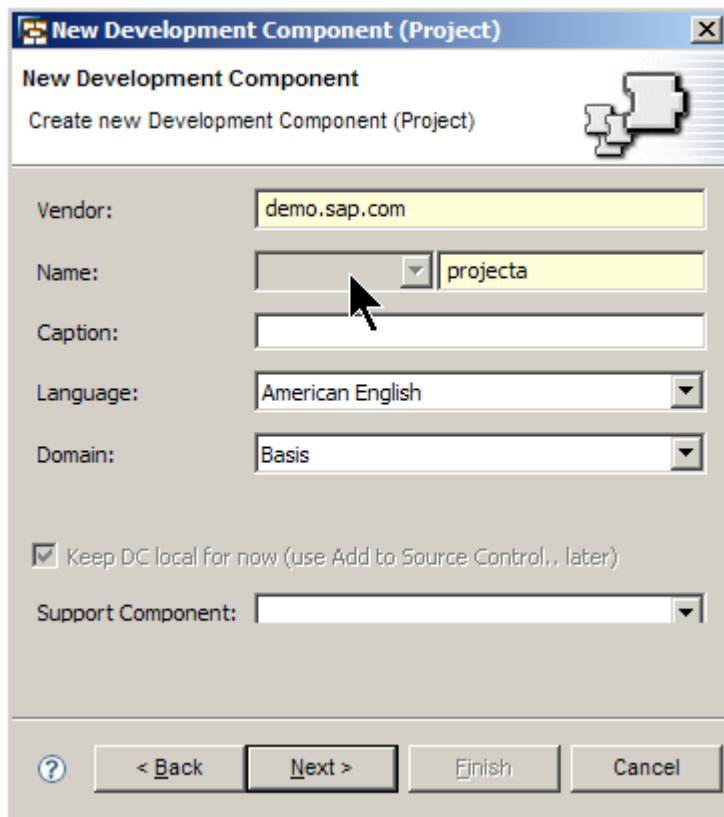 New Development Component (Project)
New Development Component
Create new Development Component (Project)
Vendor: demo.sap.com
Name: projecta
Caption:
Language: American English
Domain: Basis
Keep DC local for now (use Add to Source Control.. later)
Support Component:
? < Back Next > Finish Cancel